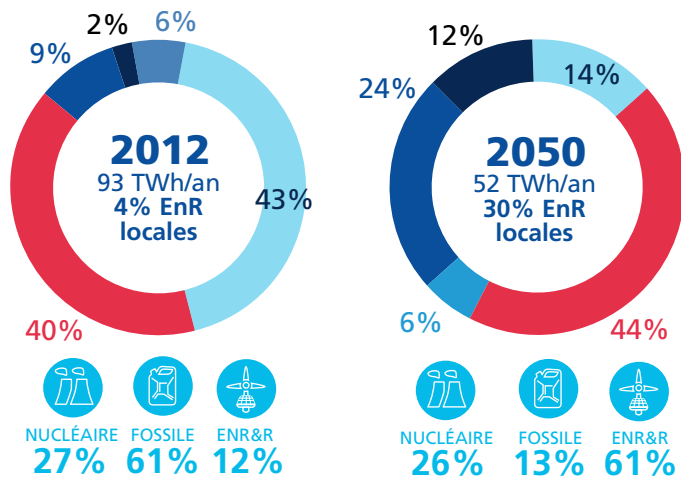 2%
6%
9%
2012
93 TWh/an
4% EnR
locales
43%
40%
NUCLÉAIRE FOSSILE ENR&R
27% 61% 12%
12%
14%
24%
2050
52 TWh/an
30% EnR
locales
6%
44%
NUCLÉAIRE FOSSILE ENR&R
26% 13% 61%